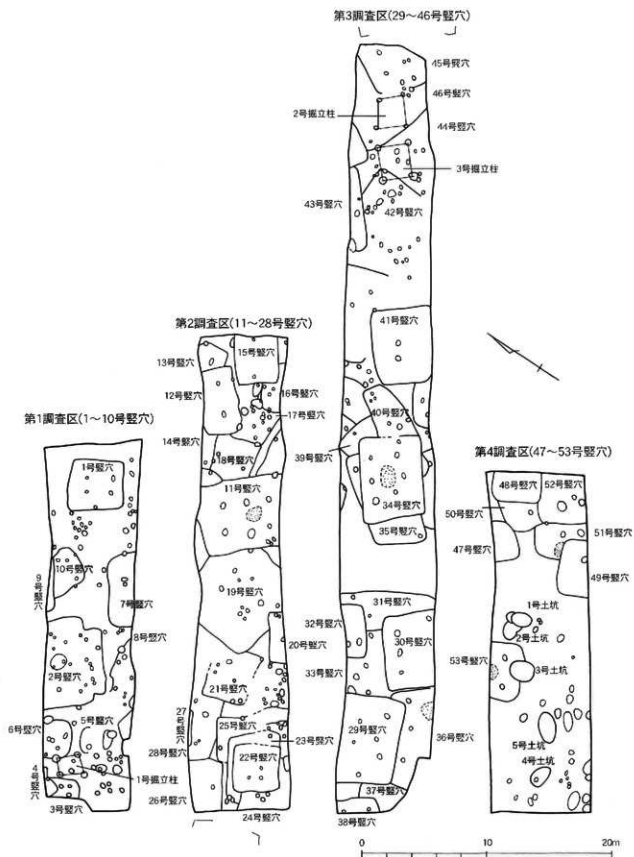 第3調査区(29～46号竪穴)
45号竪穴
46号竪穴
2号掘立柱
44号竪穴
3号掘立柱
43号竪穴
42号竪穴
41号竪穴
40号竪穴
39号竪穴
34号竪穴
35号竪穴
31号竪穴
32号竪穴
30号竪穴
33号竪穴
29号竪穴
36号竪穴
37号竪穴
38号竪穴
第2調査区(11～28号竪穴)
15号竪穴
13号竪穴
12号竪穴
16号竪穴
17号竪穴
14号竪穴
18号竪穴
11号竪穴
19号竪穴
20号竪穴
21号竪穴
27号竪穴
25号竪穴
23号竪穴
28号竪穴
22号竪穴
26号竪穴
24号竪穴
第1調査区(1～10号竪穴)
1号竪穴
10号竪穴
9号竪穴
7号竪穴
8号竪穴
2号竪穴
6号竪穴
5号竪穴
4号竪穴
1号掘立柱
3号竪穴
第4調査区(47～53号竪穴)
48号竪穴
52号竪穴
50号竪穴
51号竪穴
47号竪穴
49号竪穴
1号土坑
2号土坑
53号竪穴
3号土坑
5号土坑
4号土坑
0 10 20m